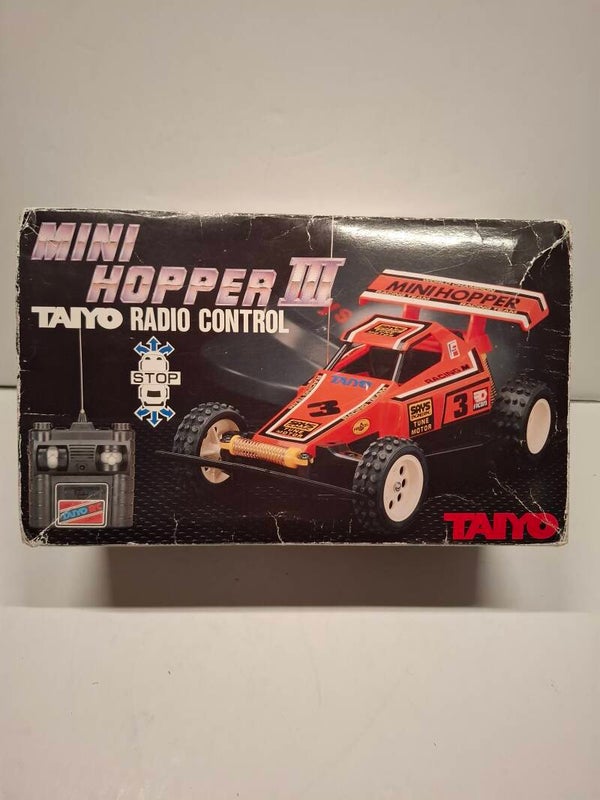 MINI
HOPPER III
TAIYO RADIO CONTROL
STOP
MINI HOPPER
TAIYO
RACING
3
3
TUNE
MOTOR
TAIYO
TAIYO